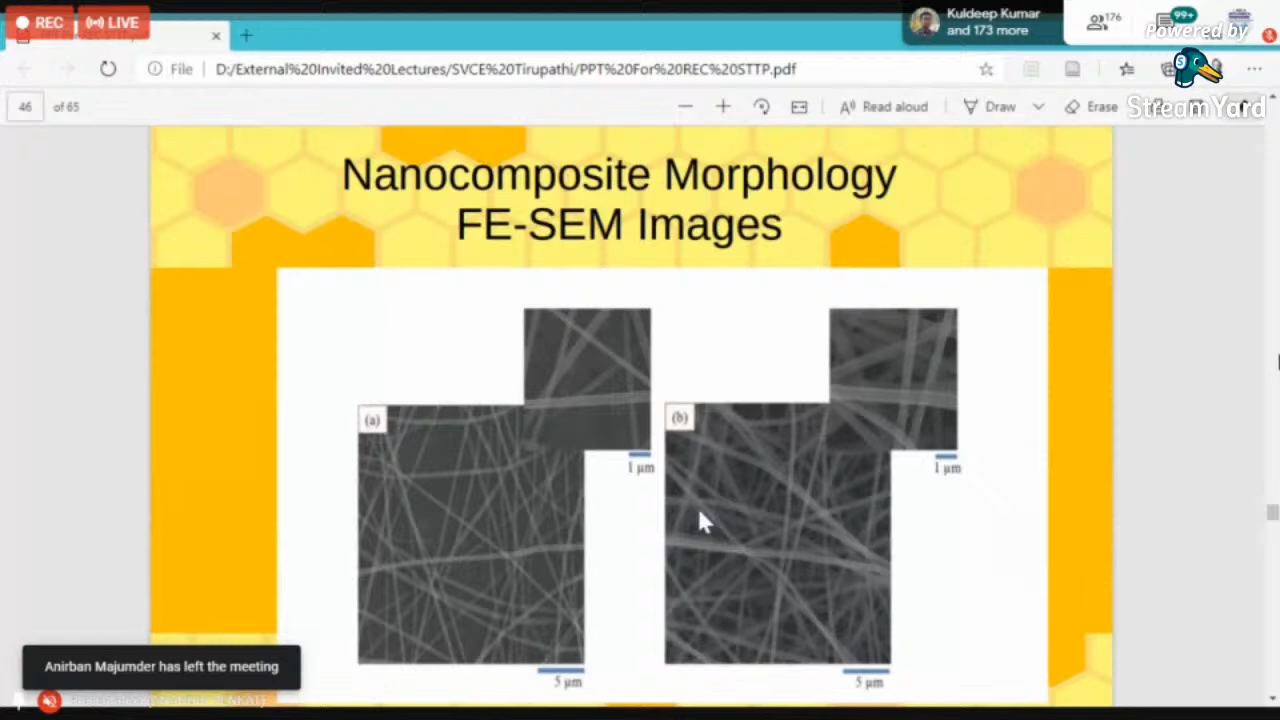 REC LIVE
Kuldeep Kumar
and 173 more
176
99+
Powered by
StreamYard
File D:/External%20Invited%20Lectures/SVCE%20Tirupathi/PPT%20For%20REC%20STTP.pdf
46 of 65
Read aloud Draw Erase
Nanocomposite Morphology
FE-SEM Images
(a) (b)
1 μm 1 μm
5 μm 5 μm
Anirban Majumder has left the meeting